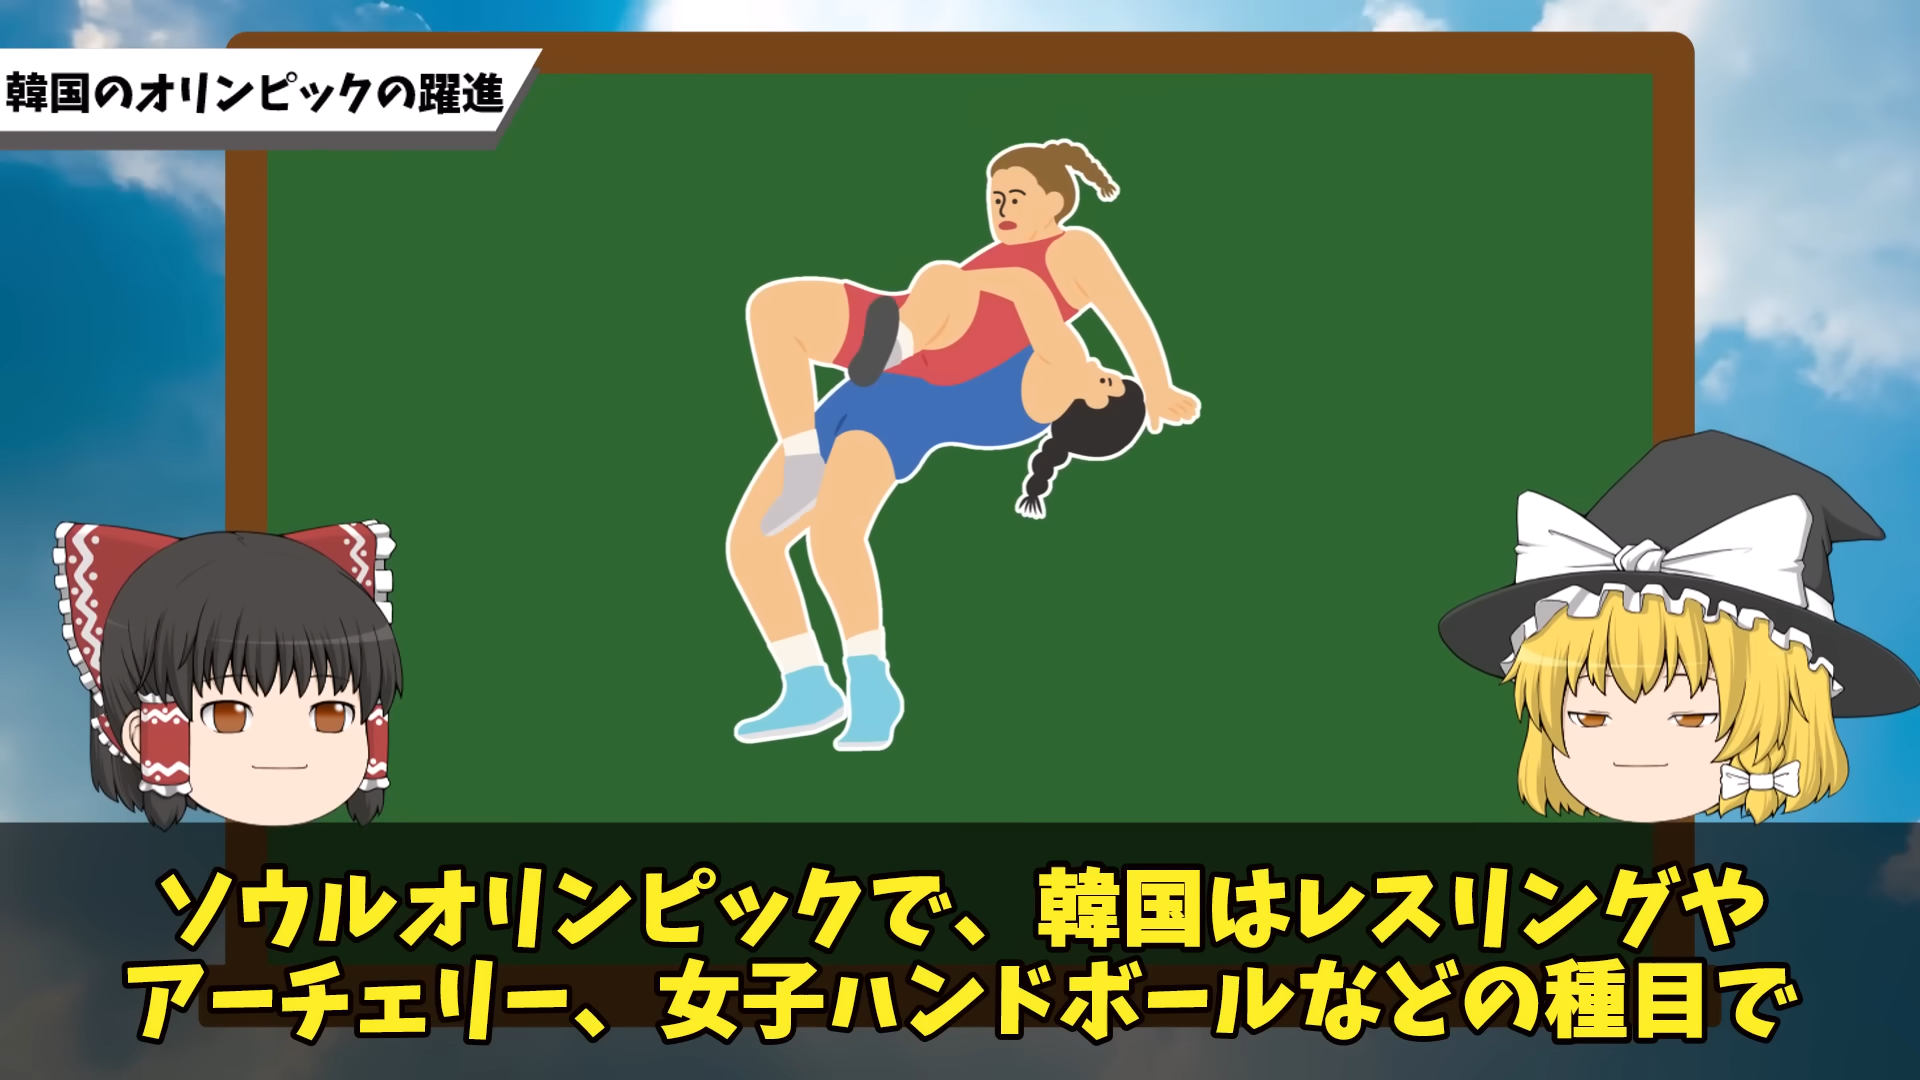 韓国のオリンピックの躍進
ソウルオリンピックで、韓国はレスリングや
アーチェリー、女子ハンドボールなどの種目で